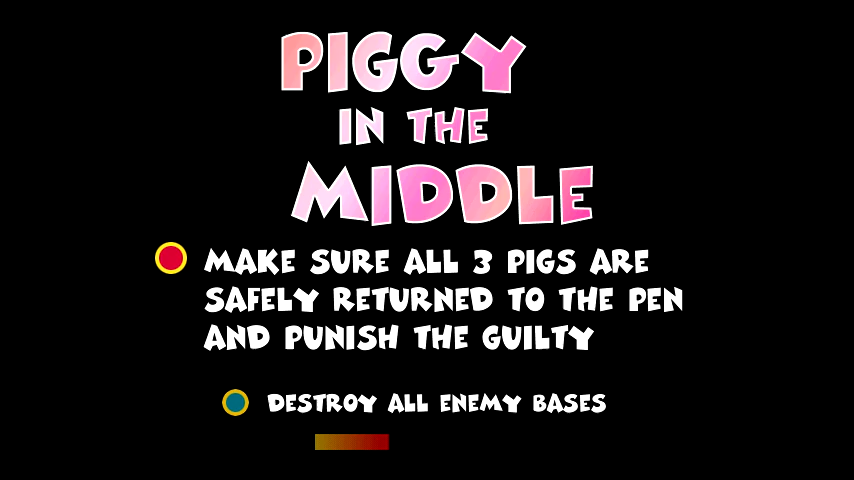 PIGGY
IN THE
MIDDLE
MAKE SURE ALL 3 PIGS ARE
SAFELY RETURNED TO THE PEN
AND PUNISH THE GUILTY
DESTROY ALL ENEMY BASES